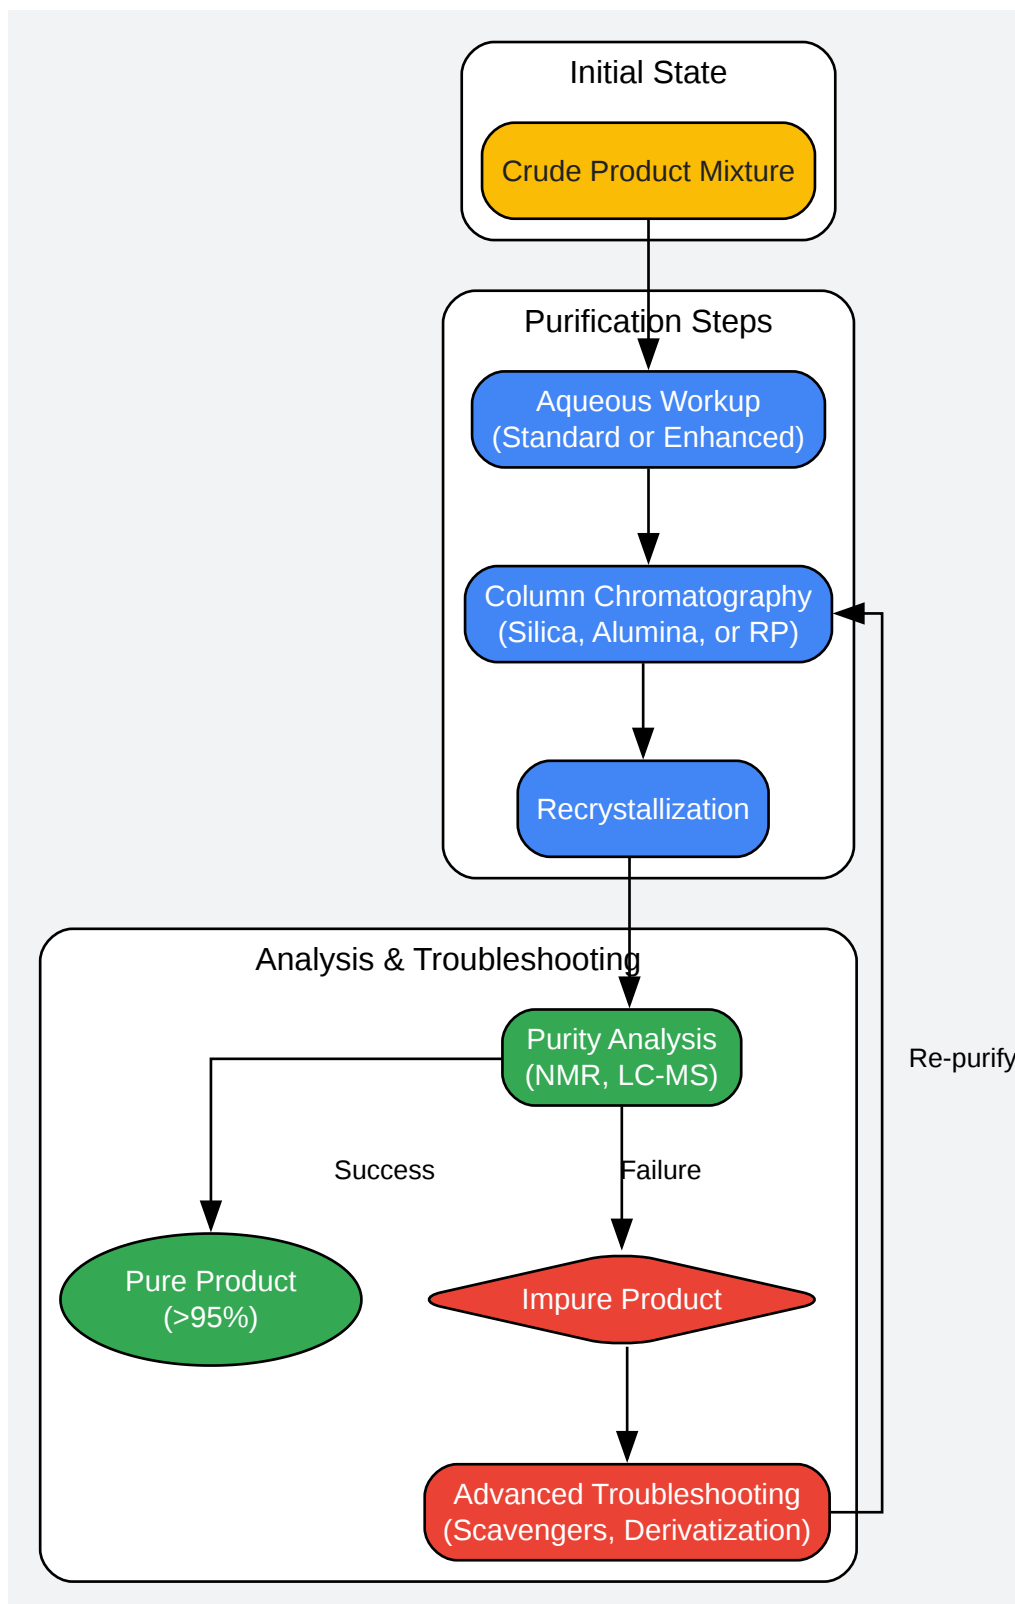 Initial State
Crude Product Mixture
Purification Steps
Aqueous Workup
(Standard or Enhanced)
Column Chromatography
(Silica, Alumina, or RP)
Recrystallization
Analysis & Troubleshooting
Purity Analysis
(NMR, LC-MS)
Re-purify
Success
Failure
Pure Product
(>95%)
Impure Product
Advanced Troubleshooting
(Scavengers, Derivatization)